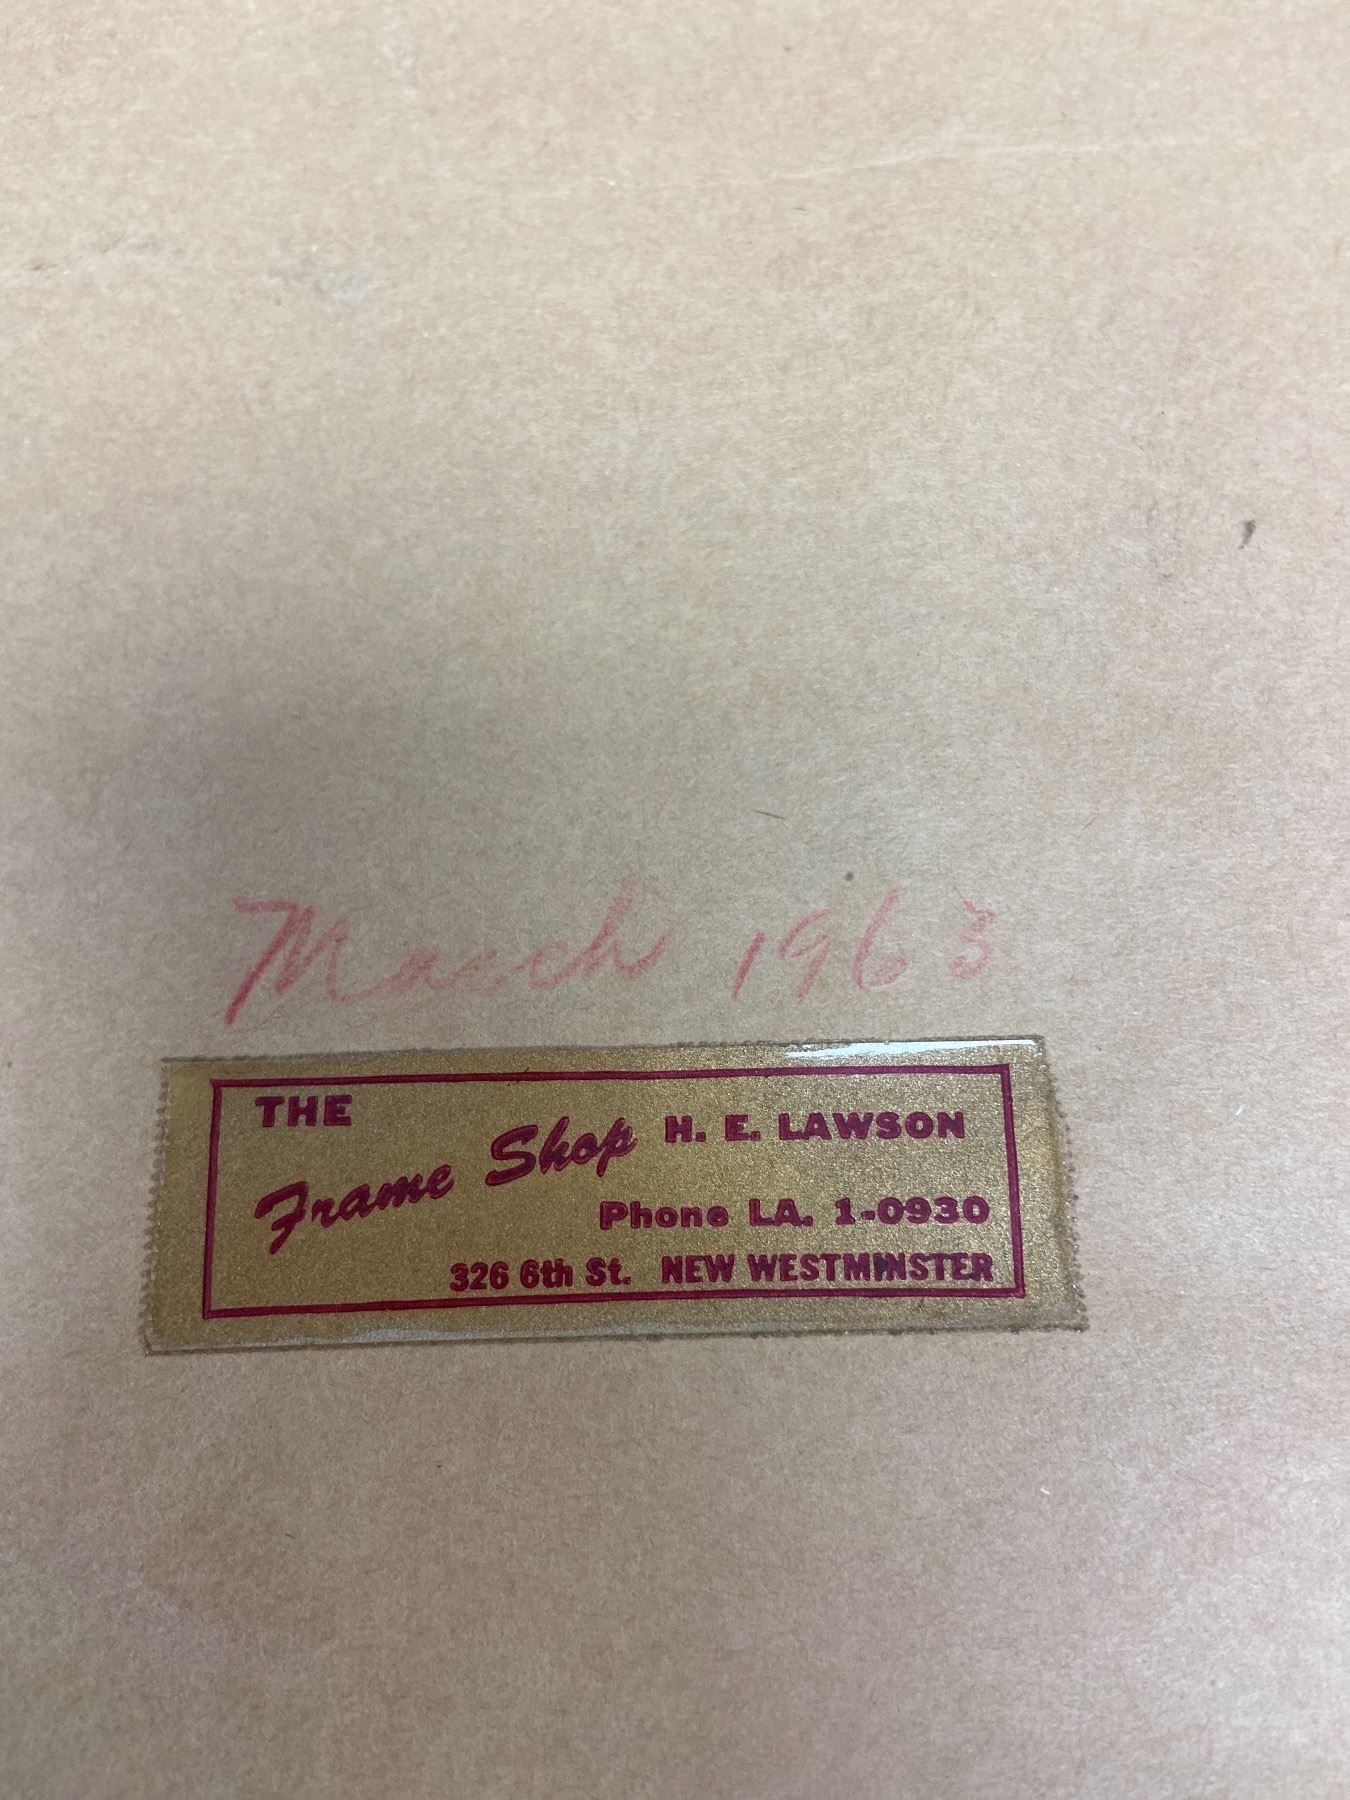 March 1963
THE
Frame Shop H. E. LAWSON
Phone LA. 1-0930
326 6th St. NEW WESTMINSTER